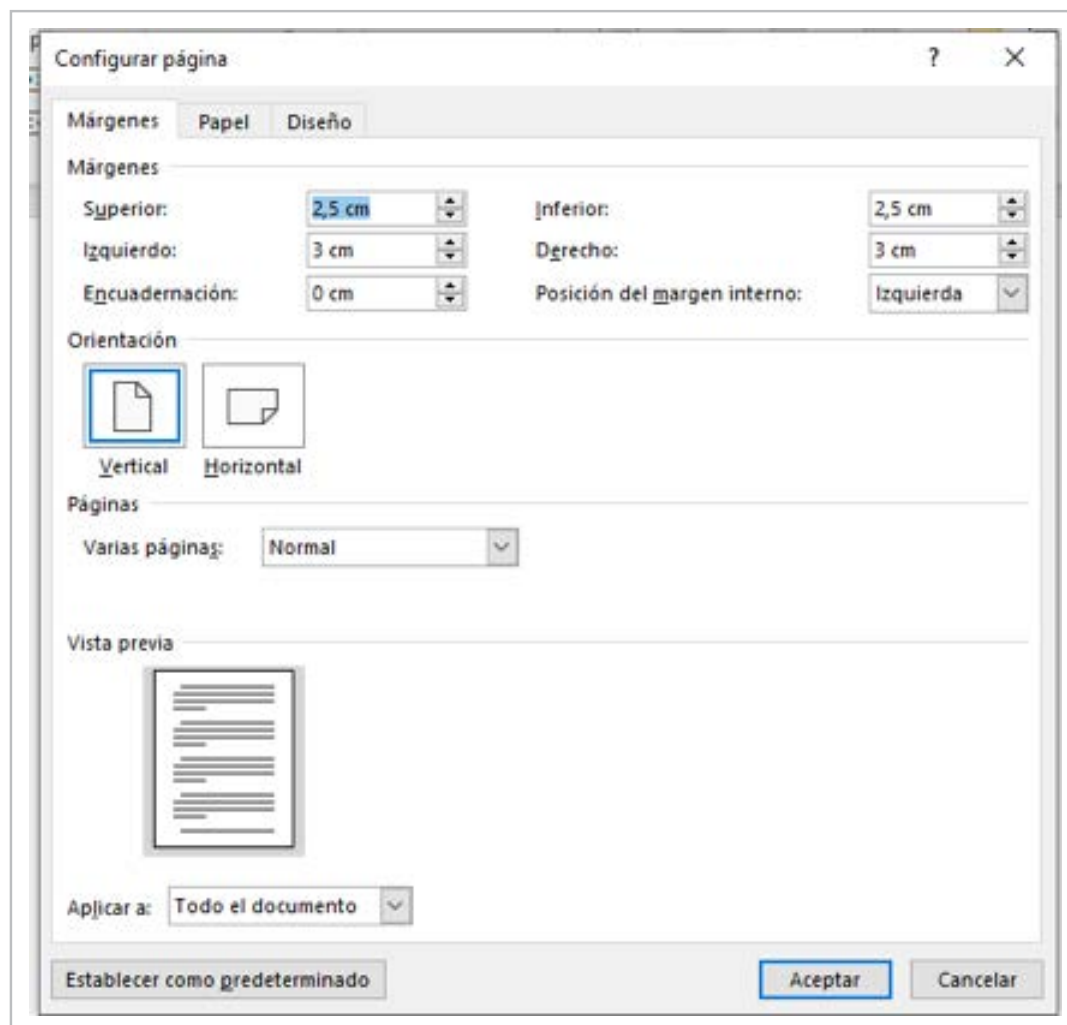 Configurar página ?
Márgenes Papel Diseño
Márgenes
Superior: 2,5 cm Inferior: 2,5 cm
Izquierdo: 3 cm Derecho: 3 cm
Encuadernación: 0 cm Posición del margen interno: Izquierda
Orientación
Vertical Horizontal
Páginas
Varias páginas: Normal
Vista previa
Aplicar a: Todo el documento
Establecer como predeterminado Aceptar Cancelar